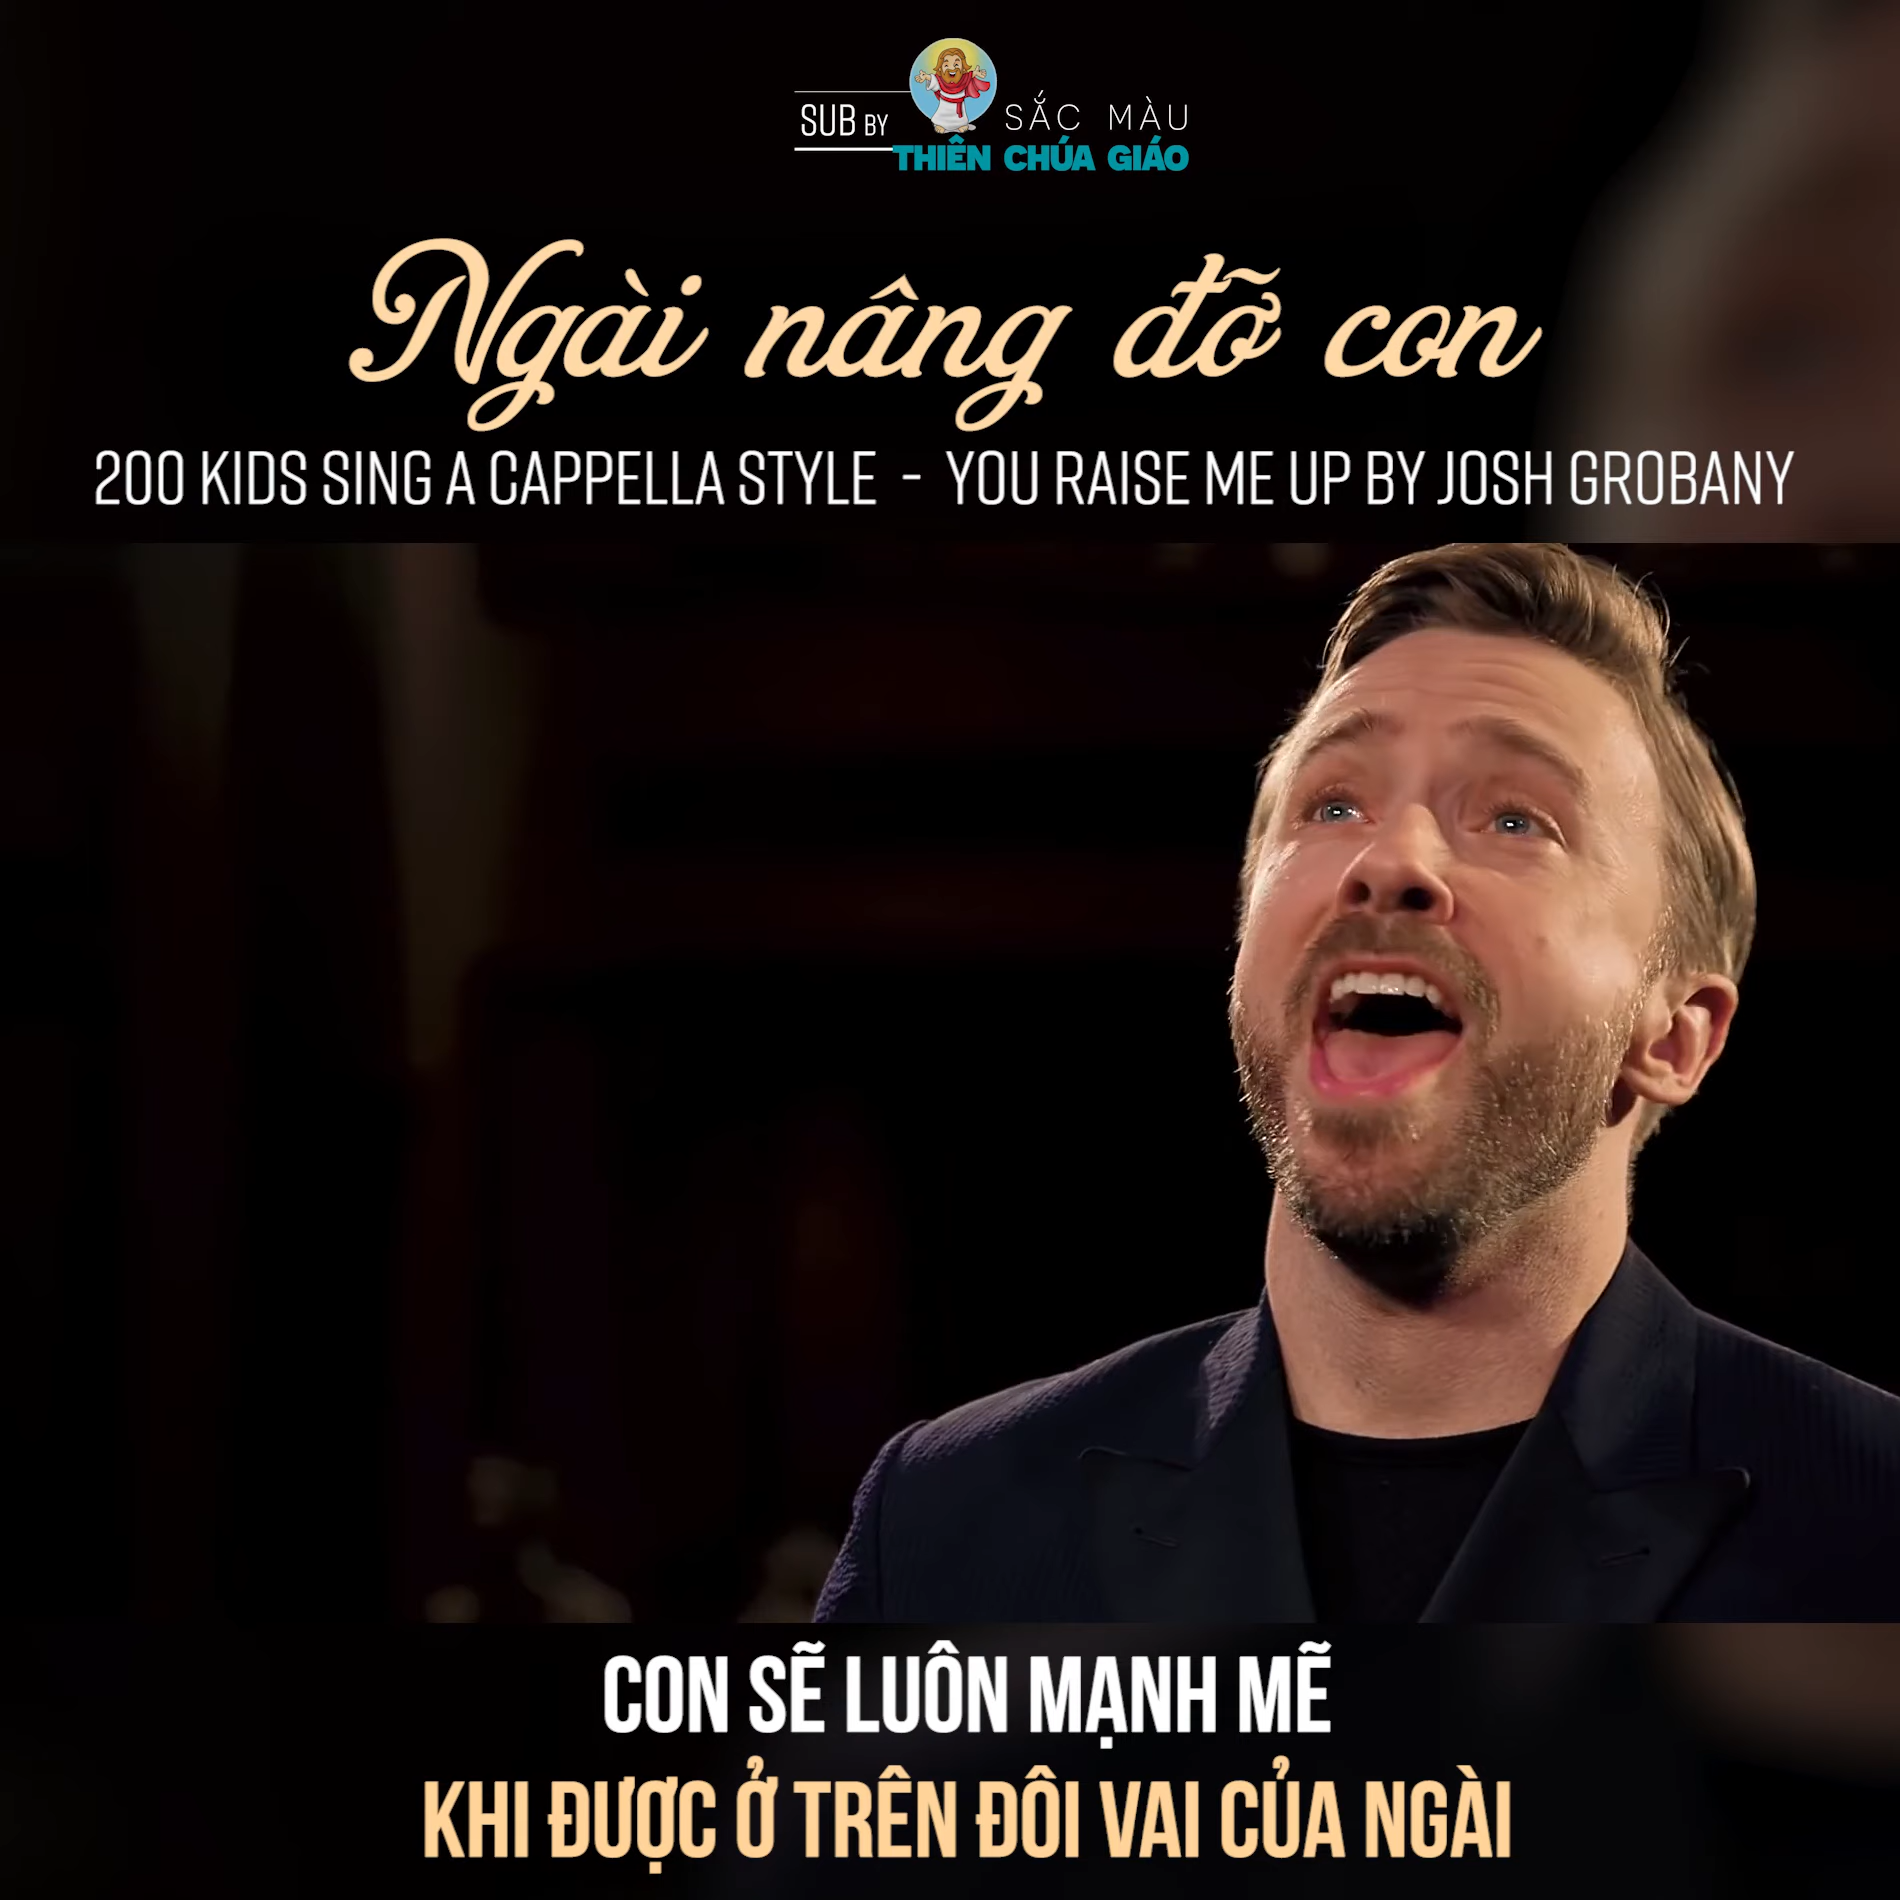 SUB BY SẮC MÀU
THIÊN CHÚA GIÁO
Ngài nâng đỡ con
200 KIDS SING A CAPPELLA STYLE - YOU RAISE ME UP BY JOSH GROBANY
CON SẼ LUÔN MẠNH MẼ
KHI ĐƯỢC Ở TRÊN ĐÔI VAI CỦA NGÀI